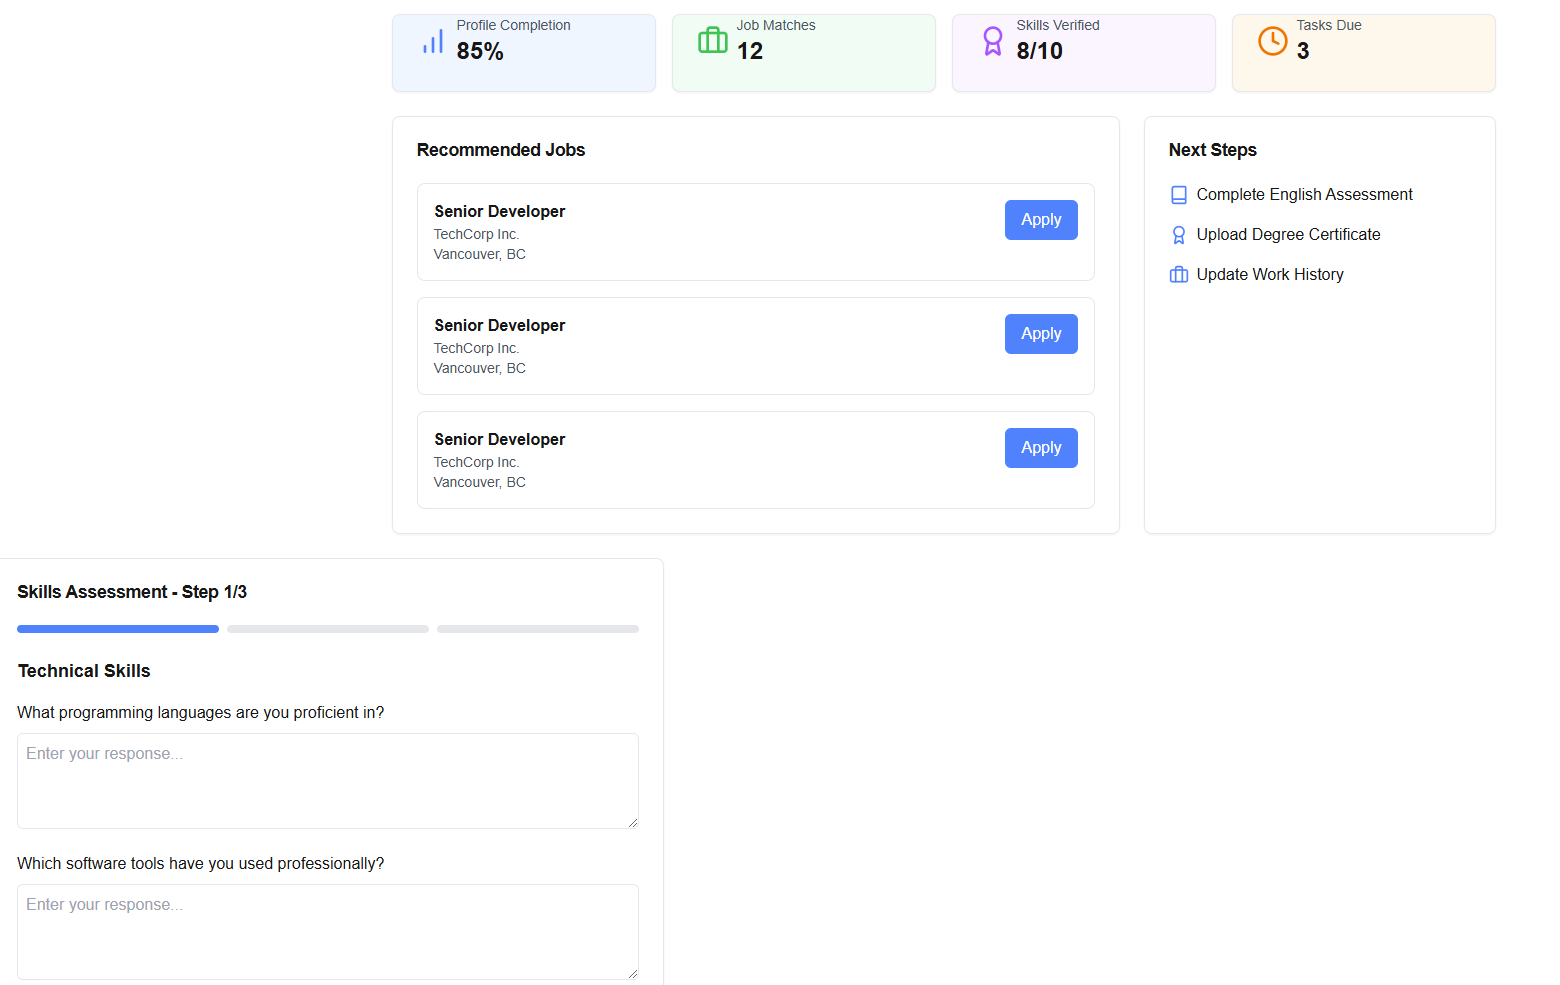 Profile Completion
85%
Job Matches
12
Skills Verified
8/10
Tasks Due
3
Recommended Jobs
Senior Developer
TechCorp Inc.
Vancouver, BC
Apply
Senior Developer
TechCorp Inc.
Vancouver, BC
Apply
Senior Developer
TechCorp Inc.
Vancouver, BC
Apply
Next Steps
Complete English Assessment
Upload Degree Certificate
Update Work History
Skills Assessment - Step 1/3
Technical Skills
What programming languages are you proficient in?
Enter your response...
Which software tools have you used professionally?
Enter your response...